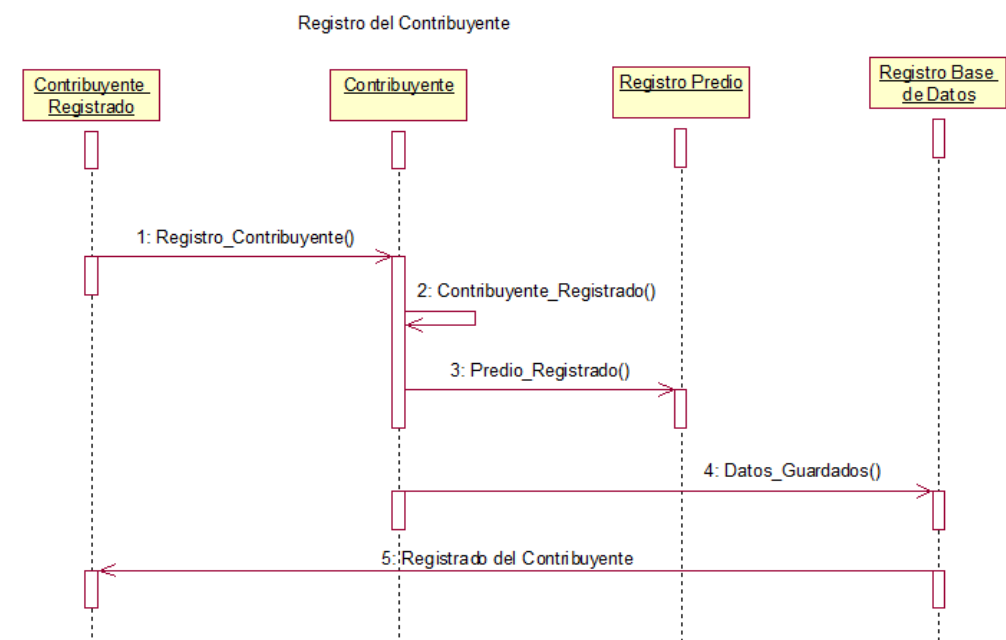 Registro del Contribuyente
Contribuyente
Registrado
Contribuyente
Registro Predio
Registro Base
de Datos
1: Registro_Contribuyente()
2: Contribuyente_Registrado()
3: Predio_Registrado()
4: Datos_Guardados()
5: Registrado del Contribuyente